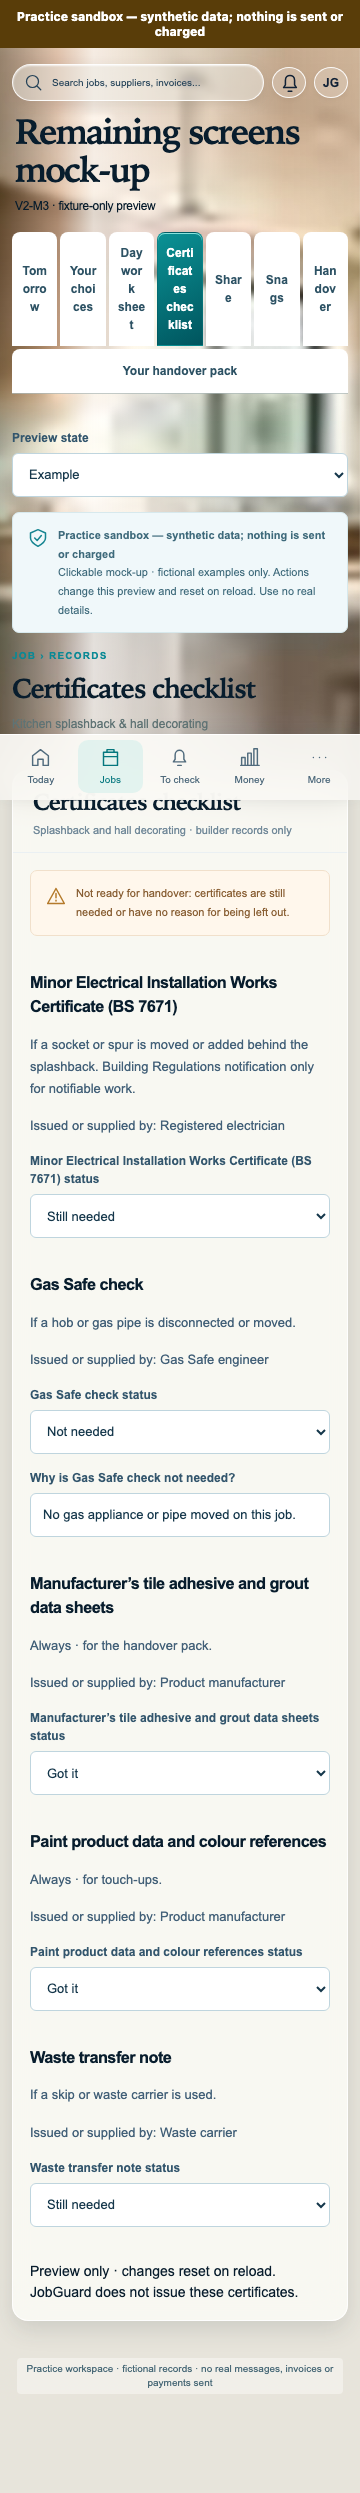 Practice sandbox — synthetic data; nothing is sent or
charged
Search jobs, suppliers, invoices...
JG
Remaining screens
mock-up
V2-M3 · fixture-only preview
Tom
orro
w
Your
choi
ces
Day
wor
k
shee
t
Certi
ficat
es
chec
klist
Shar
e
Sna
gs
Han
dov
er
Your handover pack
Preview state
Example
Practice sandbox — synthetic data; nothing is sent
or charged
Clickable mock-up · fictional examples only. Actions
change this preview and reset on reload. Use no real
details.
JOB › RECORDS
Certificates checklist
Kitchen splashback & hall decorating
Today
Jobs
To check
Money
More
Certificates checklist
Splashback and hall decorating · builder records only
Not ready for handover: certificates are still
needed or have no reason for being left out.
Minor Electrical Installation Works
Certificate (BS 7671)
If a socket or spur is moved or added behind the
splashback. Building Regulations notification only
for notifiable work.
Issued or supplied by: Registered electrician
Minor Electrical Installation Works Certificate (BS
7671) status
Still needed
Gas Safe check
If a hob or gas pipe is disconnected or moved.
Issued or supplied by: Gas Safe engineer
Gas Safe check status
Not needed
Why is Gas Safe check not needed?
No gas appliance or pipe moved on this job.
Manufacturer’s tile adhesive and grout
data sheets
Always · for the handover pack.
Issued or supplied by: Product manufacturer
Manufacturer’s tile adhesive and grout data sheets
status
Got it
Paint product data and colour references
Always · for touch-ups.
Issued or supplied by: Product manufacturer
Paint product data and colour references status
Got it
Waste transfer note
If a skip or waste carrier is used.
Issued or supplied by: Waste carrier
Waste transfer note status
Still needed
Preview only · changes reset on reload.
JobGuard does not issue these certificates.
Practice workspace · fictional records · no real messages, invoices or
payments sent